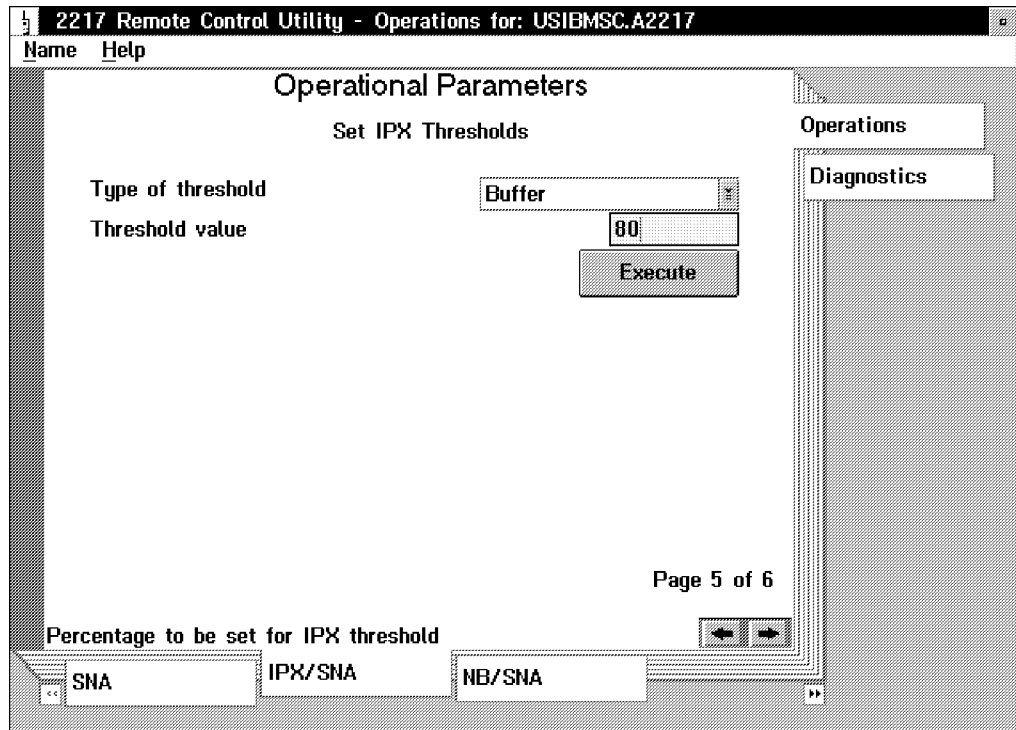 2217 Remote Control Utility - Operations for: USIBMSC.A2217
Name Help
Operational Parameters
Set IPX Thresholds
Operations
Diagnostics
Type of threshold Buffer
Threshold value 80
Execute
Page 5 of 6
Percentage to be set for IPX threshold
SNA IPX/SNA NB/SNA